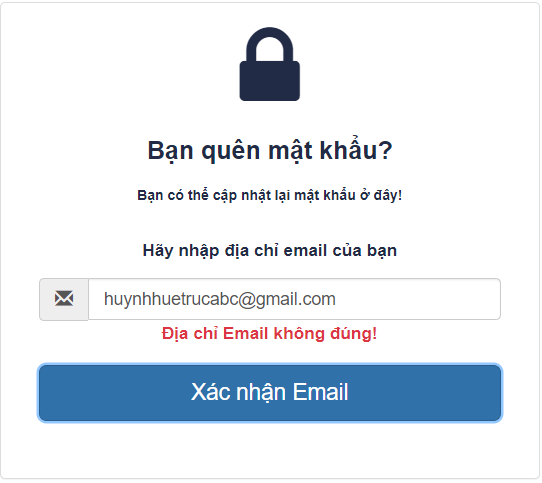 Bạn quên mật khẩu?
Bạn có thể cập nhật lại mật khẩu ở đây!
Hãy nhập địa chỉ email của bạn
huynhhuetrucabc@gmail.com
Địa chỉ Email không đúng!
Xác nhận Email